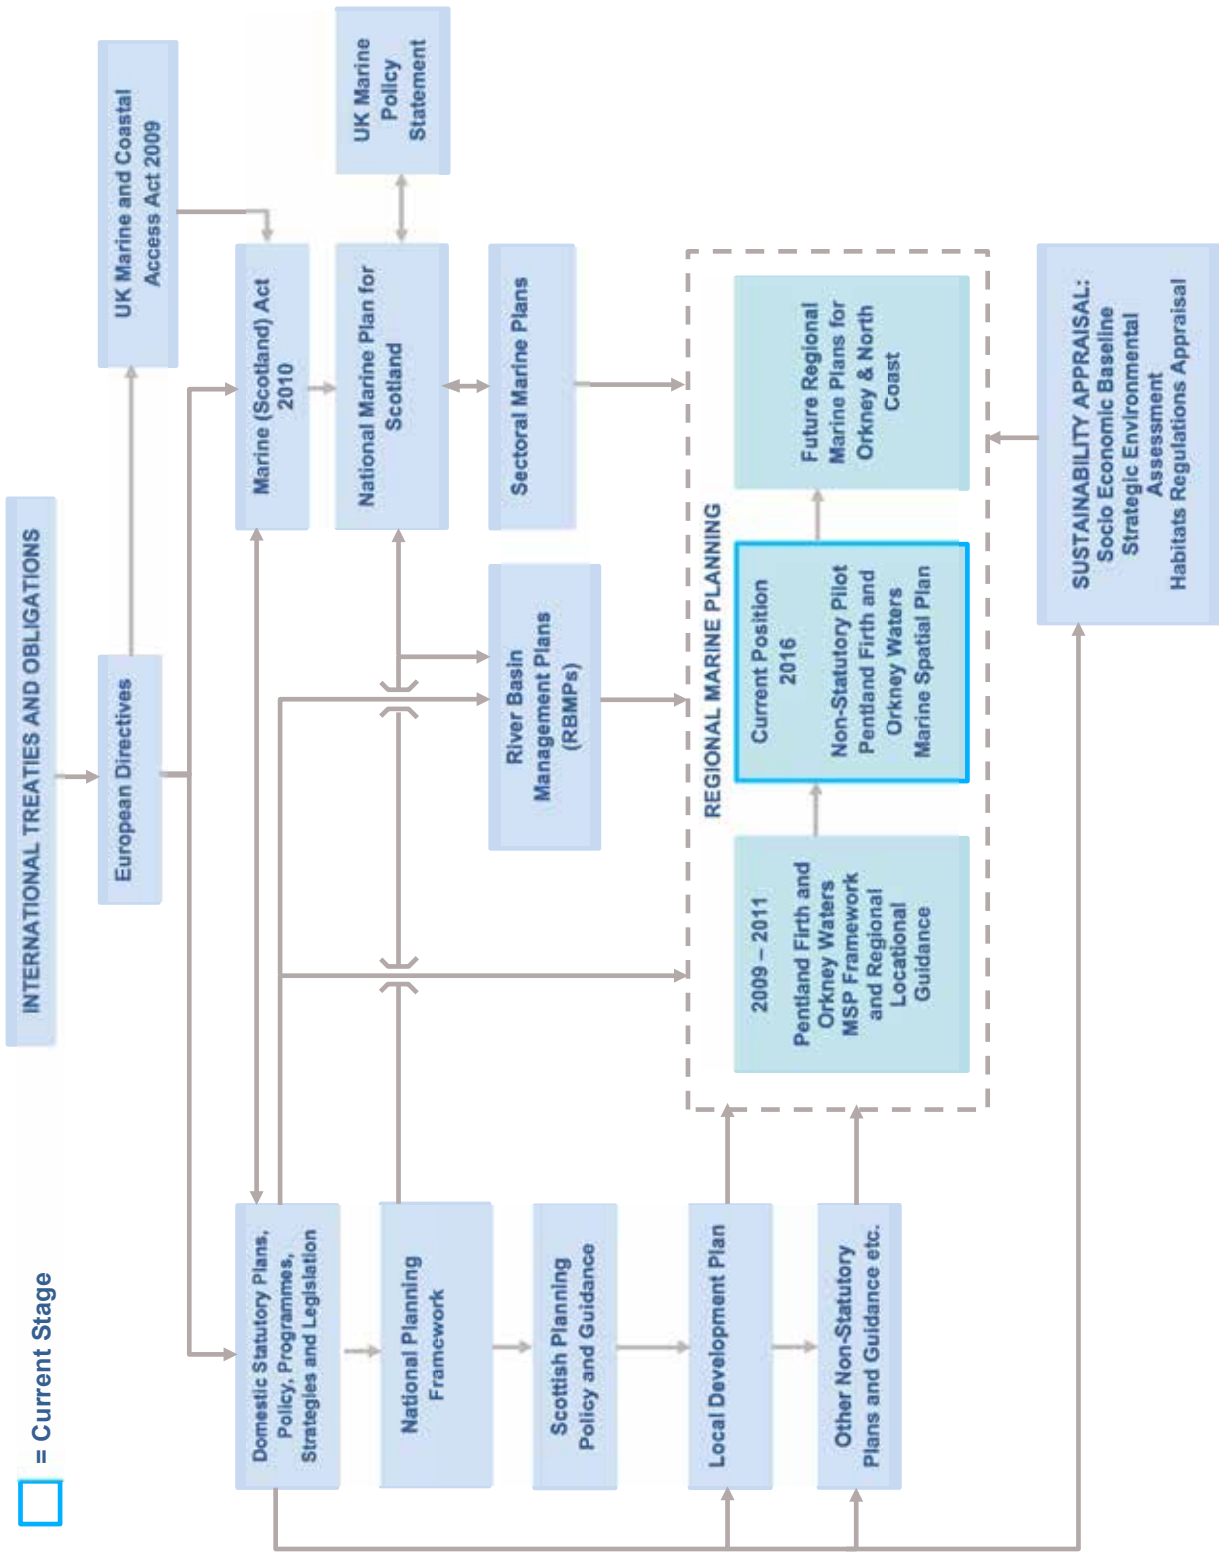 = Current Stage
INTERNATIONAL TREATIES AND OBLIGATIONS
European Directives
UK Marine and Coastal
Access Act 2009
Domestic Statutory Plans,
Policy, Programmes,
Strategies and Legislation
Marine (Scotland) Act
2010
National Planning
Framework
National Marine Plan for
Scotland
UK Marine
Policy
Statement
Scottish Planning
Policy and Guidance
River Basin
Management Plans
(RBMPs)
Sectoral Marine Plans
Local Development Plan
Other Non-Statutory
Plans and Guidance etc.
REGIONAL MARINE PLANNING
2009 – 2011
Pentland Firth and
Orkney Waters
MSP Framework
and Regional
Locational
Guidance
Current Position
2016
Non-Statutory Pilot
Pentland Firth and
Orkney Waters
Marine Spatial Plan
Future Regional
Marine Plans for
Orkney & North
Coast
SUSTAINABILITY APPRAISAL:
Socio Economic Baseline
Strategic Environmental
Assessment
Habitats Regulations Appraisal